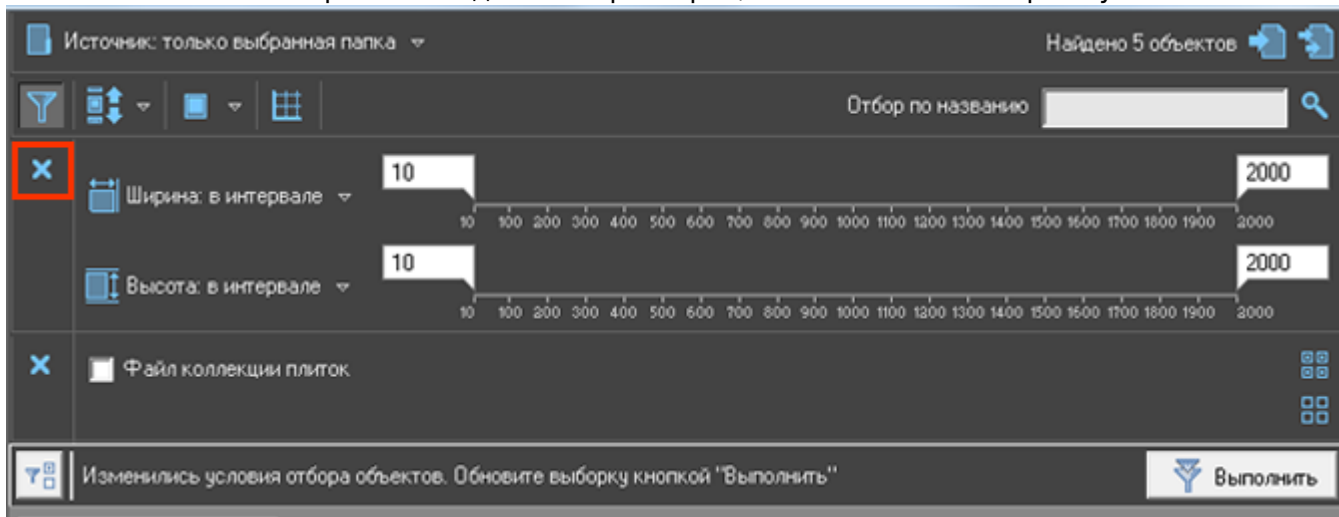 Источник: только выбранная папка
Найдено 5 объектов
Отбор по названию
Ширина: в интервале
10
2000
10 100 200 300 400 500 600 700 800 900 1000 1100 1200 1300 1400 1500 1600 1700 1800 1900 2000
Высота: в интервале
10
2000
10 100 200 300 400 500 600 700 800 900 1000 1100 1200 1300 1400 1500 1600 1700 1800 1900 2000
Файл коллекции плиток
Изменились условия отбора объектов. Обновите выборку кнопкой "Выполнить"
Выполнить